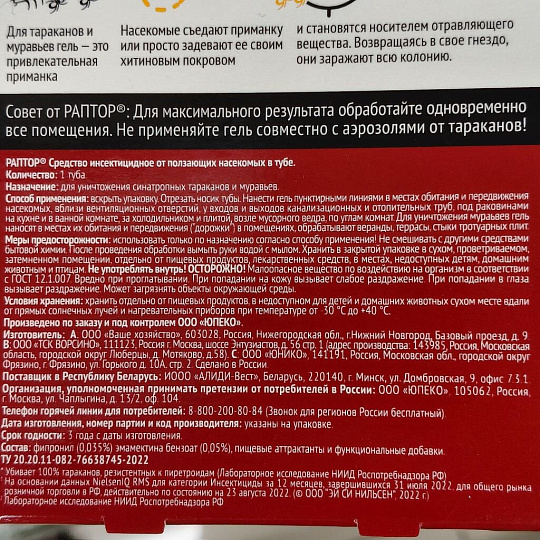 Для тараканов и
муравьев гель — это
привлекательная
приманка
Насекомые съедают приманку
или просто задевают ее своим
хитиновым покровом
и становятся носителем отравляющего
вещества. Возвращаясь в свое гнездо,
они заражают всю колонию.
Совет от РАПТОР®: Для максимального результата обработайте одновременно
все помещения. Не применяйте гель совместно с аэрозолями от тараканов!
РАПТОР® Средство инсектицидное от ползающих насекомых в тубе.
Количество: 1 туба.
Назначение: для уничтожения синатропных тараканов и муравьев.
Способы применения: вскрыть упаковку. Отрезать носик тубы. Нанести гель пунктирными линиями в местах обитания и передвижения
насекомых, вблизи вентиляционных отверстий, у входов и выходов канализационных и отопительных труб, под раковинами
на кухне и в ванной комнате, за холодильником и плитой, возле мусорного ведра, по углам комнат. Для уничтожения муравьев гель
наносят в местах их обитания и передвижения ("дорожки") в помещениях, обрабатывают веранды, террасы, стыки тротуарных плит.
Меры предосторожности: использовать только по назначению согласно способу применения! Не смешивать с другими средствами
бытовой химии. После проведения обработки вымыть руки водой с мылом. Хранить в закрытой упаковке в сухом, проветриваемом,
затемненном помещении, отдельно от пищевых продуктов, лекарственных средств, в местах, недоступных детям, домашним
животным и птицам. Не употреблять внутрь! ОСТОРОЖНО! Малоопасное вещество по воздействию на организм в соответствии
с ГОСТ 12.1.007. Вредно при проглатывании. При попадании на кожу вызывает слабое раздражение. При попадании в глаза
вызывает раздражение. Может загрязнять окружающую среду.
Условия хранения: хранить отдельно от пищевых продуктов, в недоступном для детей и домашних животных сухом месте вдали
от прямых солнечных лучей и нагревательных приборов при температуре от -30 °С до +40 °С.
Произведено по заказу и под контролем ООО «ЮПЕКО».
Изготовитель: А. ООО «Ваше хозяйство», 603028, Россия, Нижегородская обл., г.Нижний Новгород, Базовый проезд, д. 9.
В: ООО «ТСК ВОРСИНО», 111123, Россия, г. Москва, шоссе Энтузиастов, д.56 стр. 1 (адрес производства: 143985, Россия, Московская
область, городской округ Люберцы, д. Мотяково, д.58). С: ООО «ЮНИКО», 141191, Россия, Московская обл., городской округ
Фрязино, г. Фрязино, ул. Горького д. 10А, стр. 2. Сделано в России.
Поставщик в Республику Беларусь: ИООО «АЛИДИ-Вест», Беларусь, 220140, г. Минск, ул. Домбровская, 9, офис 7.3.1.
Организация, уполномоченная принимать претензии от потребителей: ООО «ЮПЕКО», 105062, Россия,
г. Москва, ул. Чаплыгина, д. 13/2, оф. 104.
Телефон горячей линии для потребителей: 8-800-200-80-84 (Звонок для регионов России бесплатный).
Дата изготовления, номер партии и код производителя: указаны на упаковке.
Срок годности: 3 года с даты изготовления.
Состав: фипронил (0,035%), эмамектина бензоат (0,05%), пищевые аттрактанты и функциональные добавки.
ТУ 20.20.11-082-76638745-2022
Убивает 100% тараканов, резистентных к пиретроидам (Лабораторное исследование НИИД Роспотребнадзора РФ)
На основании данных NielsenIQ RMS для категории Инсектициды за 12 месяцев, завершившихся 31 июля 2022, для общего рынка
розничной торговли в РФ, действительно по состоянию на 23 августа 2022. (© ООО "ЭЙ СИ НИЛЬСЕН", 2022 г.)
Лабораторное исследование НИИД Роспотребнадзора РФ)